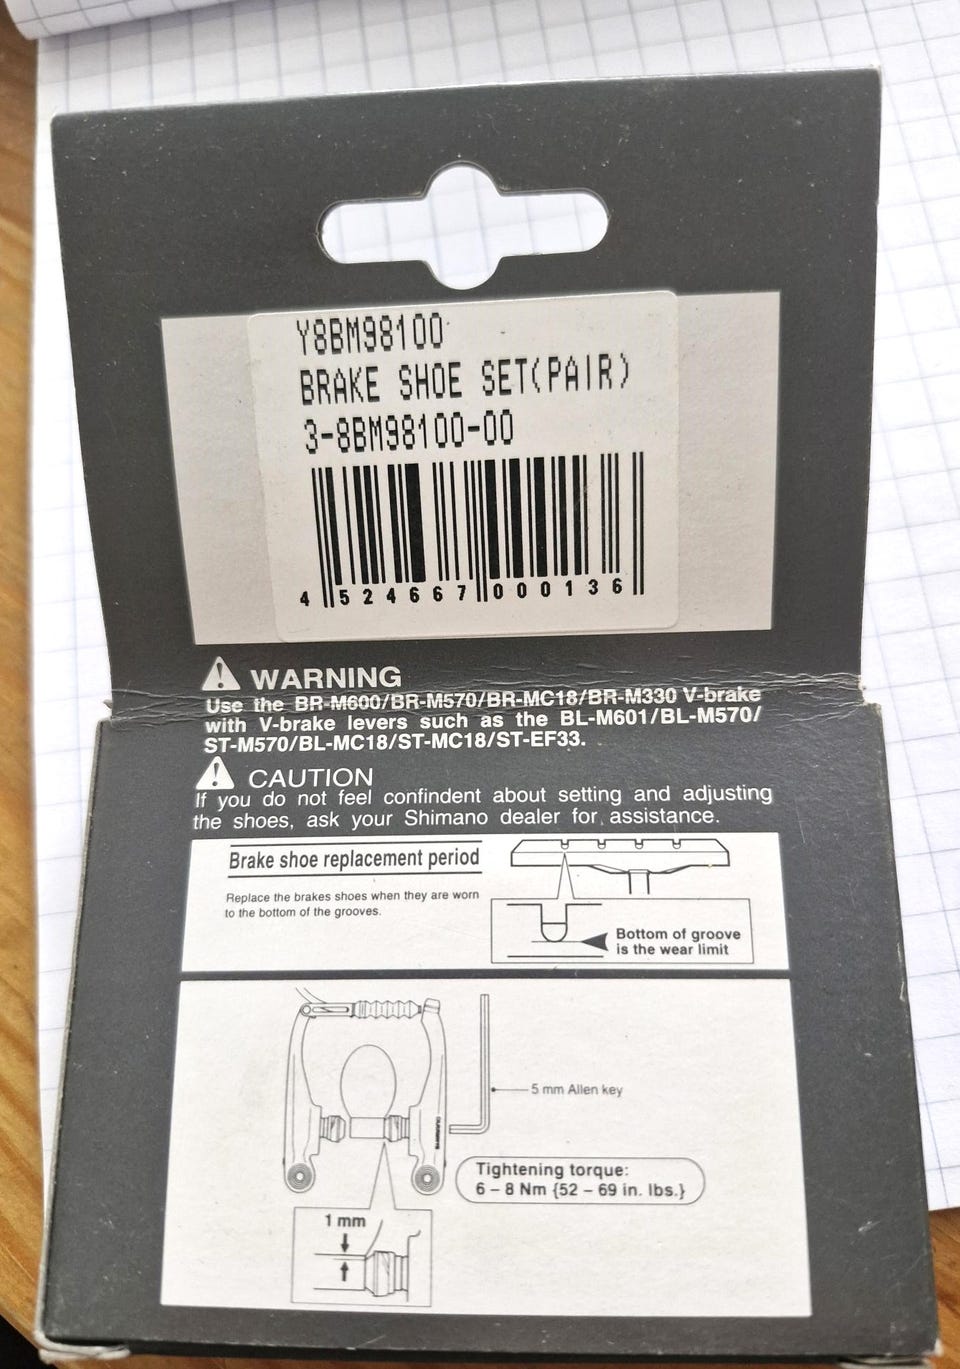 Y8BM98100
BRAKE SHOE SET(PAIR)
3-8BM98100-00
4 524667 000136
WARNING
Use the BR-M600/BR-M570/BR-MC18/BR-M330 V-brake
with V-brake levers such as the BL-M601/BL-M570/
ST-M570/BL-MC18/ST-MC18/ST-EF33.
CAUTION
If you do not feel confindent about setting and adjusting
the shoes, ask your Shimano dealer for assistance.
Brake shoe replacement period
Replace the brakes shoes when they are worn
to the bottom of the grooves.
Bottom of groove
is the wear limit
5 mm Allen key
Tightening torque:
6 – 8 Nm {52 – 69 in. lbs.}
1 mm